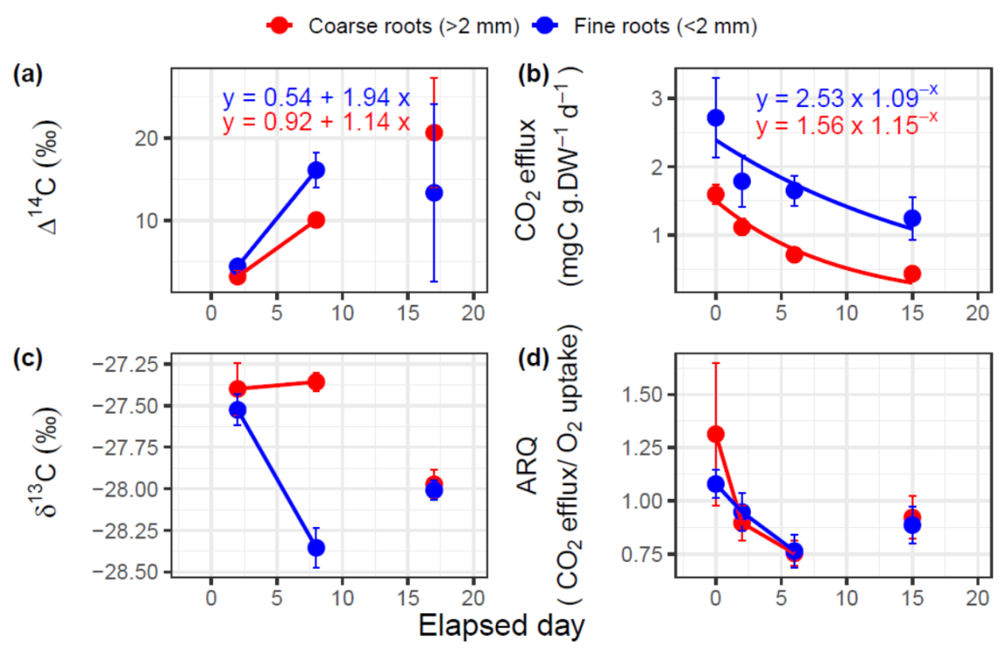 Coarse roots (>2 mm) Fine roots (<2 mm)
(a)
y = 0.54 + 1.94 x
y = 0.92 + 1.14 x
Δ¹⁴C (‰)
20
10
0 5 10 15 20
(b)
y = 2.53 x 1.09⁻ˣ
y = 1.56 x 1.15⁻ˣ
CO₂ efflux
(mgC g.DW⁻¹ d⁻¹)
3
2
1
0 5 10 15 20
(c)
δ¹³C (‰)
−27.25
−27.50
−27.75
−28.00
−28.25
−28.50
0 5 10 15 20
(d)
ARQ
( CO₂ efflux/ O₂ uptake)
1.50
1.25
1.00
0.75
0 5 10 15 20
Elapsed day